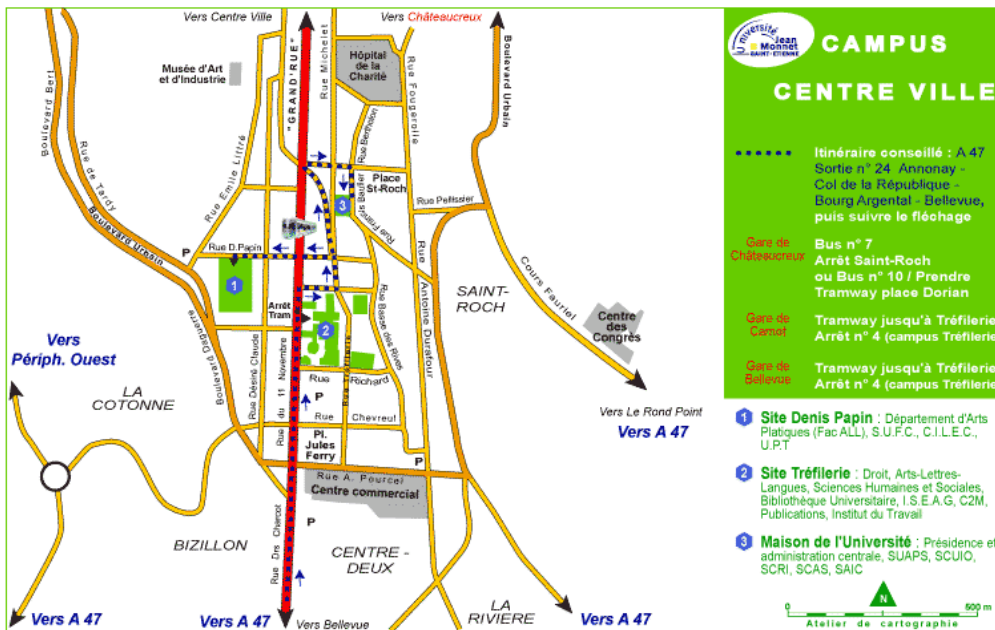 Vers Centre Ville
Vers Châteaucreux
Musée d'Art
et d'Industrie
Hôpital
de la
Charité
"GRAND'RUE"
Rue Michelet
Rue Fougerolle
Boulevard Urbain
Boulevard Bert
Rue de Tardy
Boulevard Urbain
Rue Emile Littré
Rue Bertholon
Place
St-Roch
Rue Francis Baulier
Rue Pelissier
P
Rue D.Papin
3
1
2
Arrêt
Tram
SAINT-
ROCH
Cours Fauriel
Centre
des
Congrès
Rue Antoine Durafour
Rue Basse des Rives
Rue Tréfilerie
Boulevard Daguerre
Rue Désiré Claude
Rue du 11 Novembre
Rue Richard
P
Rue Chevreul
Pl.
Jules
Ferry
P
Rue A. Pourcel
Centre commercial
P
Vers
Périph. Ouest
LA
COTONNE
Vers Le Rond Point
Vers A 47
BIZILLON
Rue Drs Charcot
CENTRE -
DEUX
LA
RIVIERE
Vers A 47
Vers A 47
Vers Bellevue
Vers A 47
Université
Jean
Monnet
SAINT-ETIENNE
CAMPUS
CENTRE VILLE
Itinéraire conseillé : A 47
Sortie n° 24 Annonay -
Col de la République -
Bourg Argental - Bellevue,
puis suivre le fléchage
Gare de
Châteaucreux
Bus n° 7
Arrêt Saint-Roch
ou Bus n° 10 / Prendre
Tramway place Dorian
Gare de
Carnot
Tramway jusqu'à Tréfilerie
Arrêt n° 4 (campus Tréfilerie
Gare de
Bellevue
Tramway jusqu'à Tréfilerie
Arrêt n° 4 (campus Tréfilerie
1 Site Denis Papin : Département d'Arts
Platiques (Fac ALL), S.U.F.C., C.I.L.E.C.,
U.P.T
2 Site Tréfilerie : Droit, Arts-Lettres-
Langues, Sciences Humaines et Sociales,
Bibliothèque Universitaire, I.S.E.A.G, C2M,
Publications, Institut du Travail
3 Maison de l'Université : Présidence et
administration centrale, SUAPS, SCUIO,
SCRI, SCAS, SAIC
N
0
500 m
Atelier de cartographie